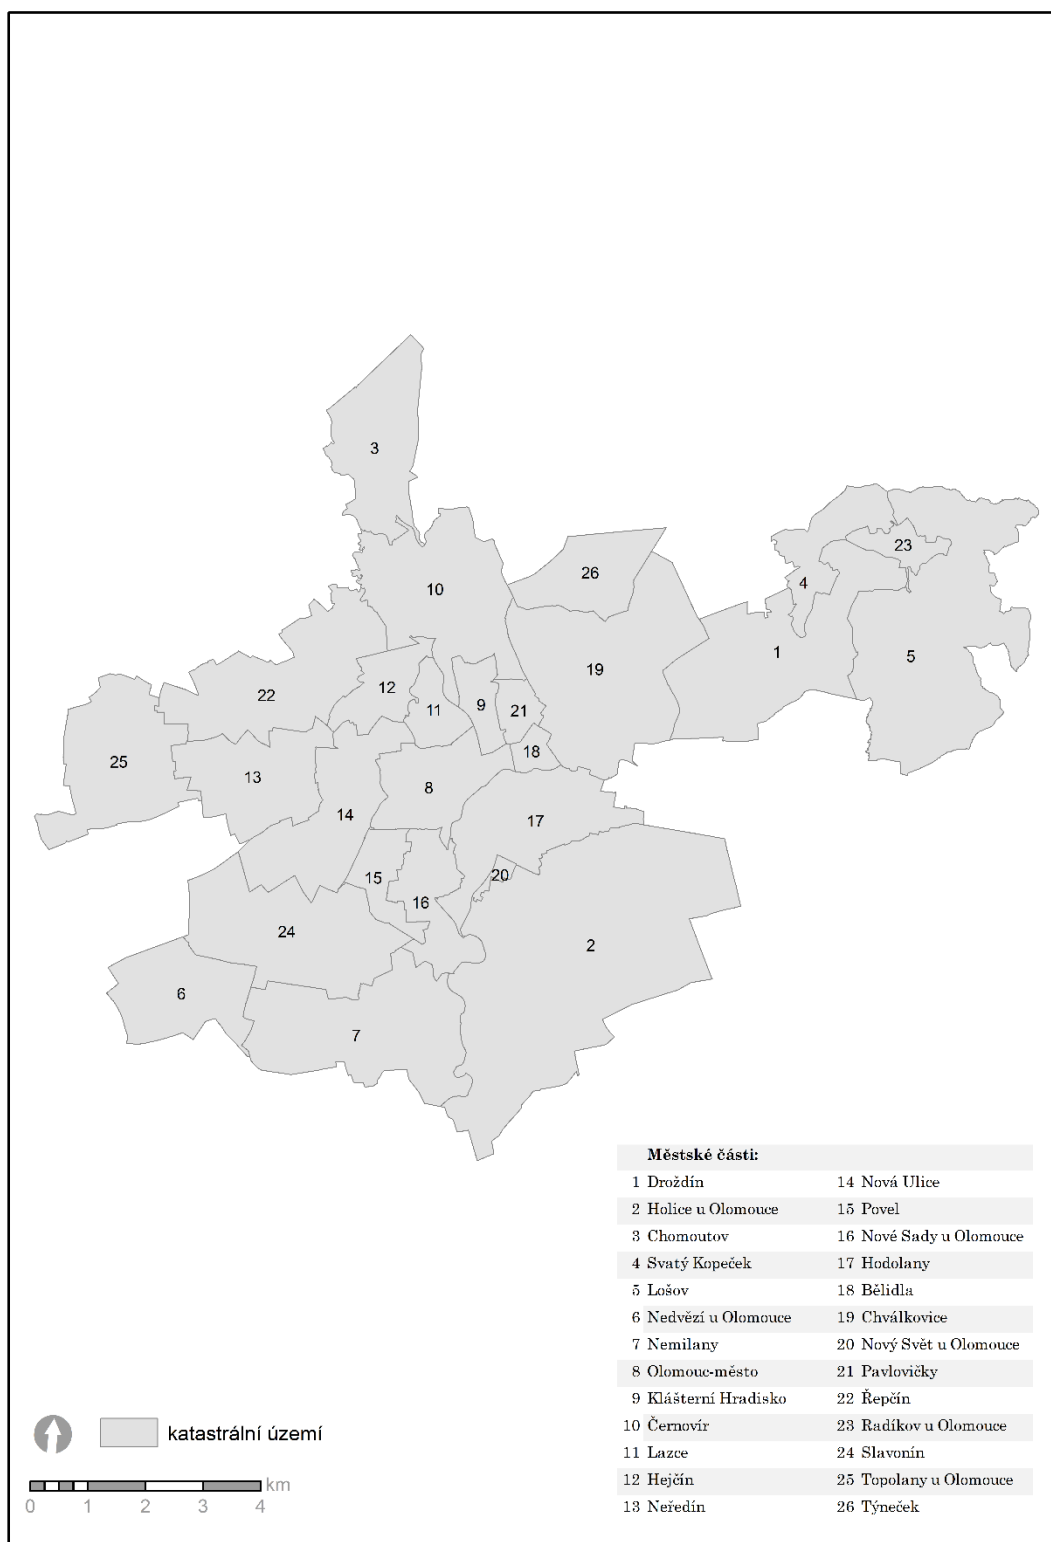 3
23
26
4
10
1
19
5
12
22
9
11
21
18
25
13
8
14
17
20
15
16
24
2
6
7
Městské části:
1 Droždín
14 Nová Ulice
2 Holice u Olomouce
15 Povel
3 Chomoutov
16 Nové Sady u Olomouce
4 Svatý Kopeček
17 Hodolany
5 Lošov
18 Bělidla
6 Nedvězí u Olomouce
19 Chválkovice
7 Nemilany
20 Nový Svět u Olomouce
8 Olomouc-město
21 Pavlovičky
9 Klášterní Hradisko
22 Řepčín
10 Černovír
23 Radíkov u Olomouce
11 Lazce
24 Slavonín
12 Hejčín
25 Topolany u Olomouce
13 Neředín
26 Týneček
katastrální území
km
0 1 2 3 4